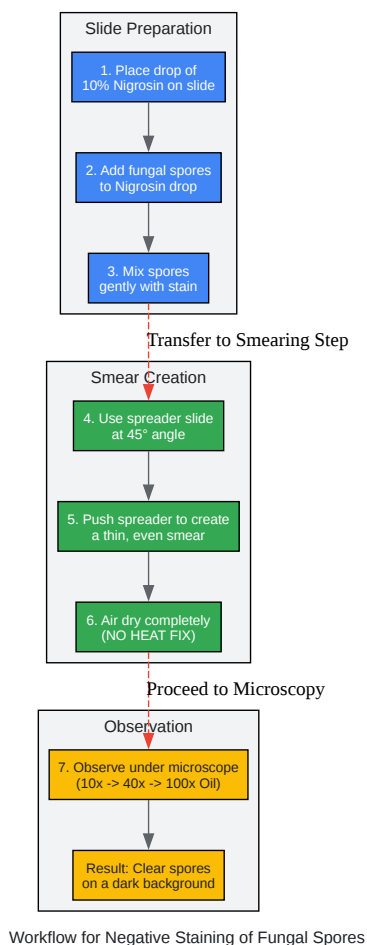 Slide Preparation
1. Place drop of
10% Nigrosin on slide
2. Add fungal spores
to Nigrosin drop
3. Mix spores
gently with stain
Transfer to Smearing Step
Smear Creation
4. Use spreader slide
at 45° angle
5. Push spreader to create
a thin, even smear
6. Air dry completely
(NO HEAT FIX)
Proceed to Microscopy
Observation
7. Observe under microscope
(10x -> 40x -> 100x Oil)
Result: Clear spores
on a dark background
Workflow for Negative Staining of Fungal Spores